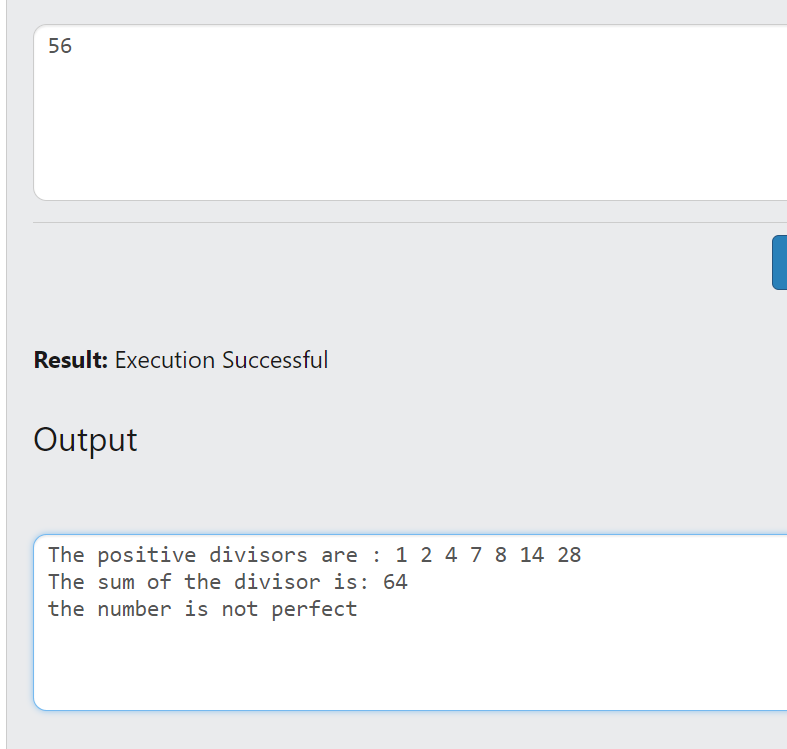 56
Result: Execution Successful
Output
The positive divisors are : 1 2 4 7 8 14 28
The sum of the divisor is: 64
the number is not perfect